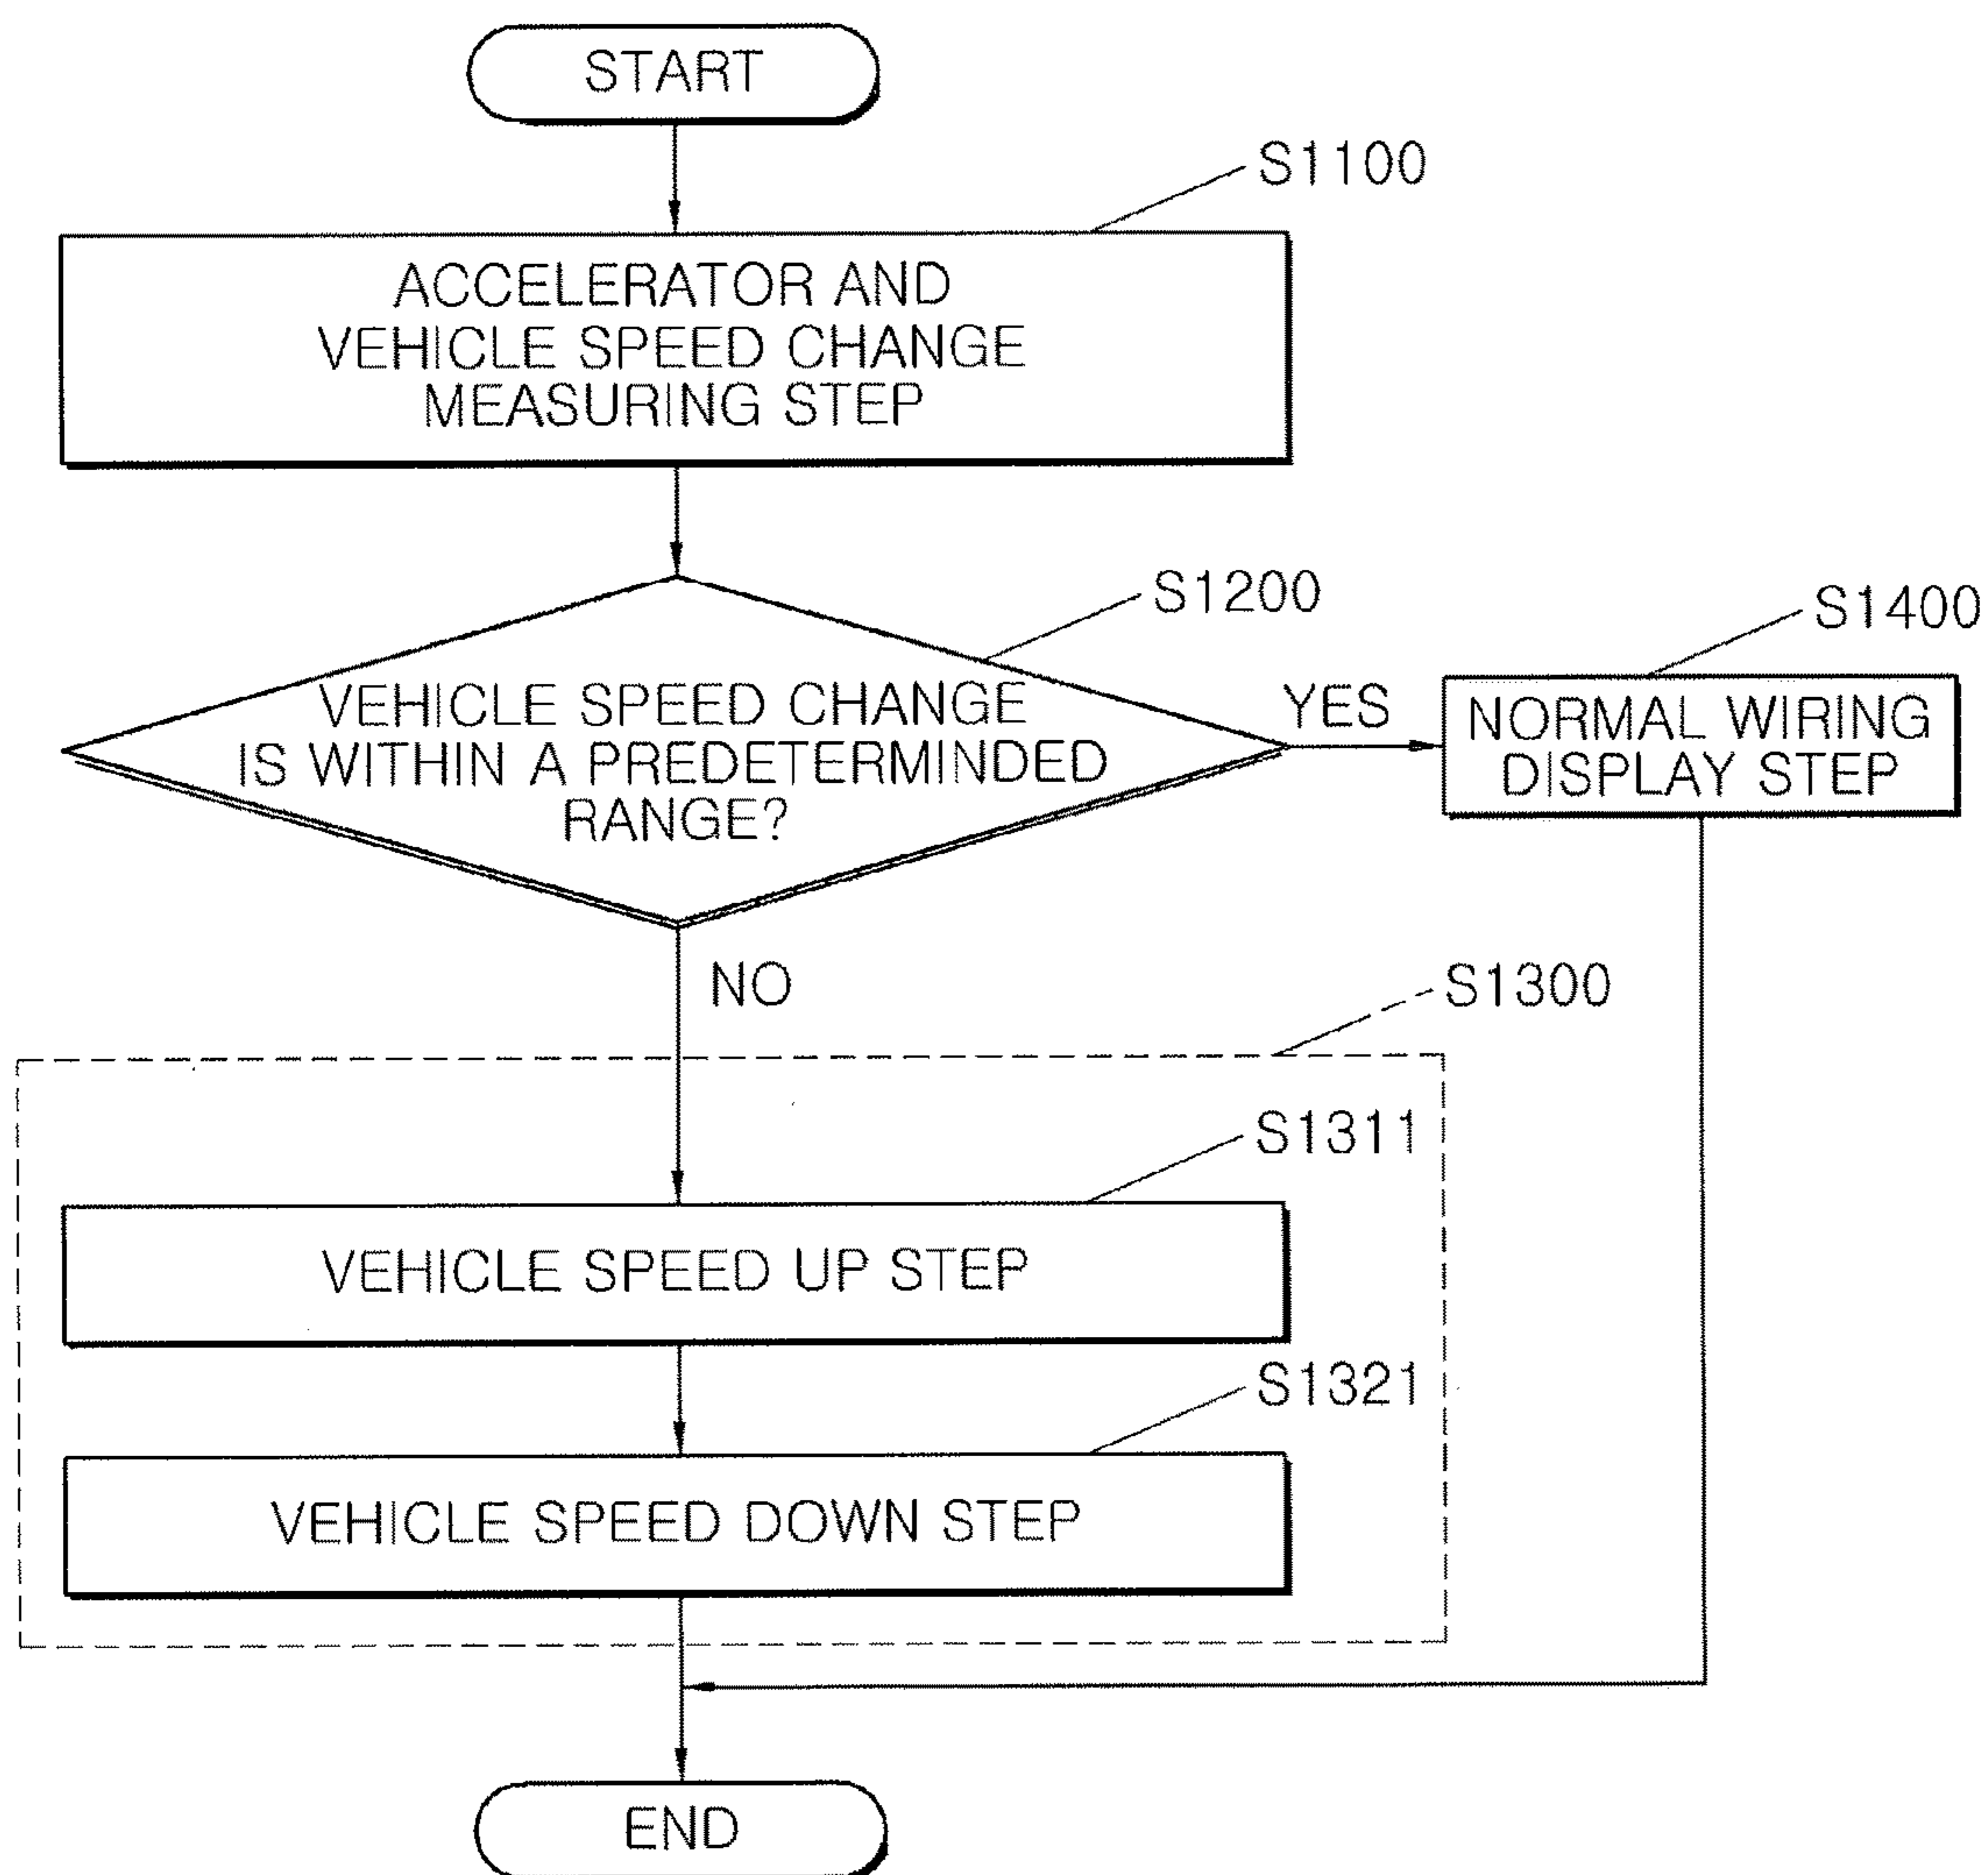 START
S1100
ACCELERATOR AND
VEHICLE SPEED CHANGE
MEASURING STEP
S1200
S1400
VEHICLE SPEED CHANGE
IS WITHIN A PREDETERMINDED
RANGE?
YES
NORMAL WIRING
DISPLAY STEP
NO
S1300
S1311
VEHICLE SPEED UP STEP
S1321
VEHICLE SPEED DOWN STEP
END